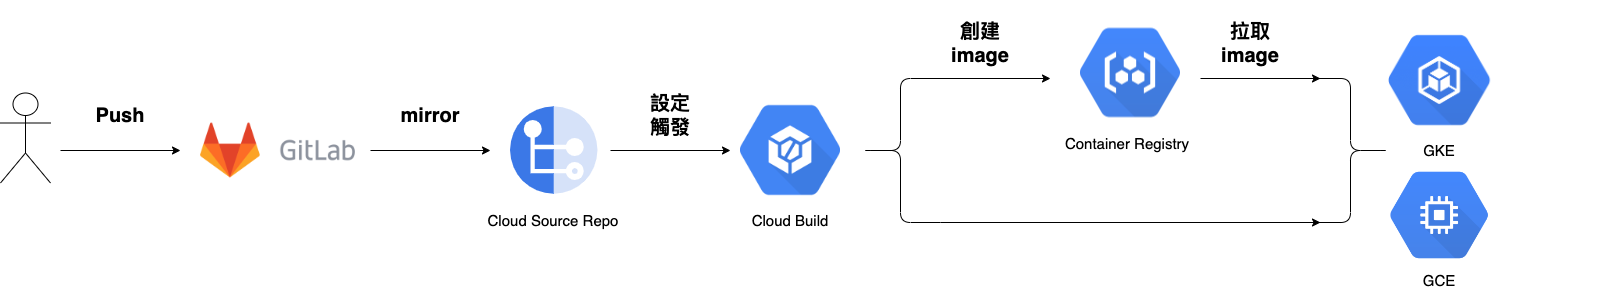 Push
GitLab
mirror
Cloud Source Repo
設定
觸發
Cloud Build
創建
image
Container Registry
拉取
image
GKE
GCE